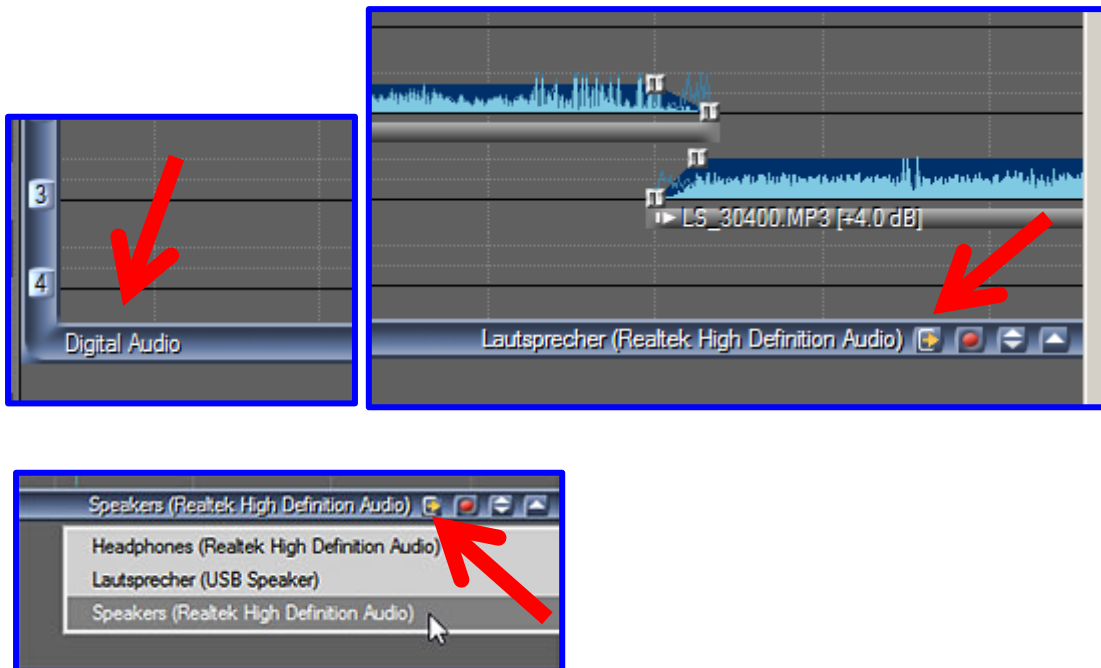 3
4
Digital Audio
LS_30400.MP3 [+4.0 dB]
Lautsprecher (Realtek High Definition Audio)
Speakers (Realtek High Definition Audio)
Headphones (Realtek High Definition Audio)
Lautsprecher (USB Speaker)
Speakers (Realtek High Definition Audio)